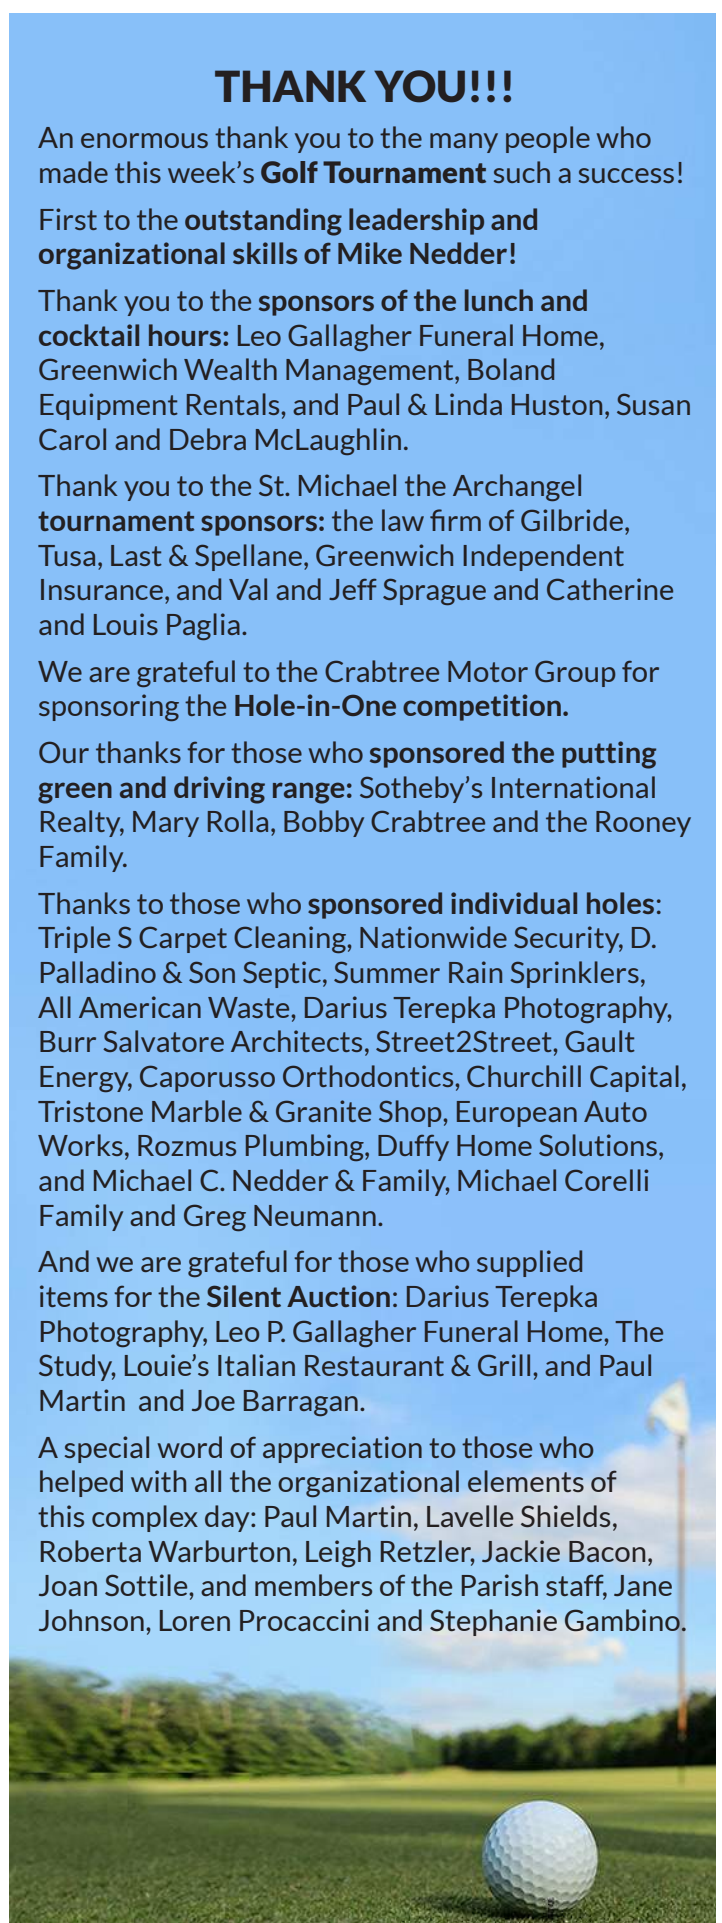 THANK YOU!!!
An enormous thank you to the many people who
made this week’s Golf Tournament such a success!
First to the outstanding leadership and
organizational skills of Mike Nedder!
Thank you to the sponsors of the lunch and
cocktail hours: Leo Gallagher Funeral Home,
Greenwich Wealth Management, Boland
Equipment Rentals, and Paul & Linda Huston, Susan
Carol and Debra McLaughlin.
Thank you to the St. Michael the Archangel
tournament sponsors: the law firm of Gilbride,
Tusa, Last & Spellane, Greenwich Independent
Insurance, and Val and Jeff Sprague and Catherine
and Louis Paglia.
We are grateful to the Crabtree Motor Group for
sponsoring the Hole-in-One competition.
Our thanks for those who sponsored the putting
green and driving range: Sotheby’s International
Realty, Mary Rolla, Bobby Crabtree and the Rooney
Family.
Thanks to those who sponsored individual holes:
Triple S Carpet Cleaning, Nationwide Security, D.
Palladino & Son Septic, Summer Rain Sprinklers,
All American Waste, Darius Terepka Photography,
Burr Salvatore Architects, Street2Street, Gault
Energy, Caporusso Orthodontics, Churchill Capital,
Tristone Marble & Granite Shop, European Auto
Works, Rozmus Plumbing, Duffy Home Solutions,
and Michael C. Nedder & Family, Michael Corelli
Family and Greg Neumann.
And we are grateful for those who supplied
items for the Silent Auction: Darius Terepka
Photography, Leo P. Gallagher Funeral Home, The
Study, Louie’s Italian Restaurant & Grill, and Paul
Martin and Joe Barragan.
A special word of appreciation to those who
helped with all the organizational elements of
this complex day: Paul Martin, Lavelle Shields,
Roberta Warburton, Leigh Retzler, Jackie Bacon,
Joan Sottile, and members of the Parish staff, Jane
Johnson, Loren Procaccini and Stephanie Gambino.